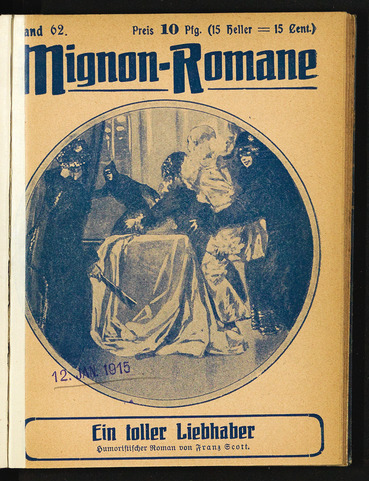 and 62. Preis 10 Pfg. (15 Heller = 15 Cent.)
Mignon-Romane
12. JAN. 1915
Ein toller Liebhaber
Humoristischer Roman von Franz Scott.